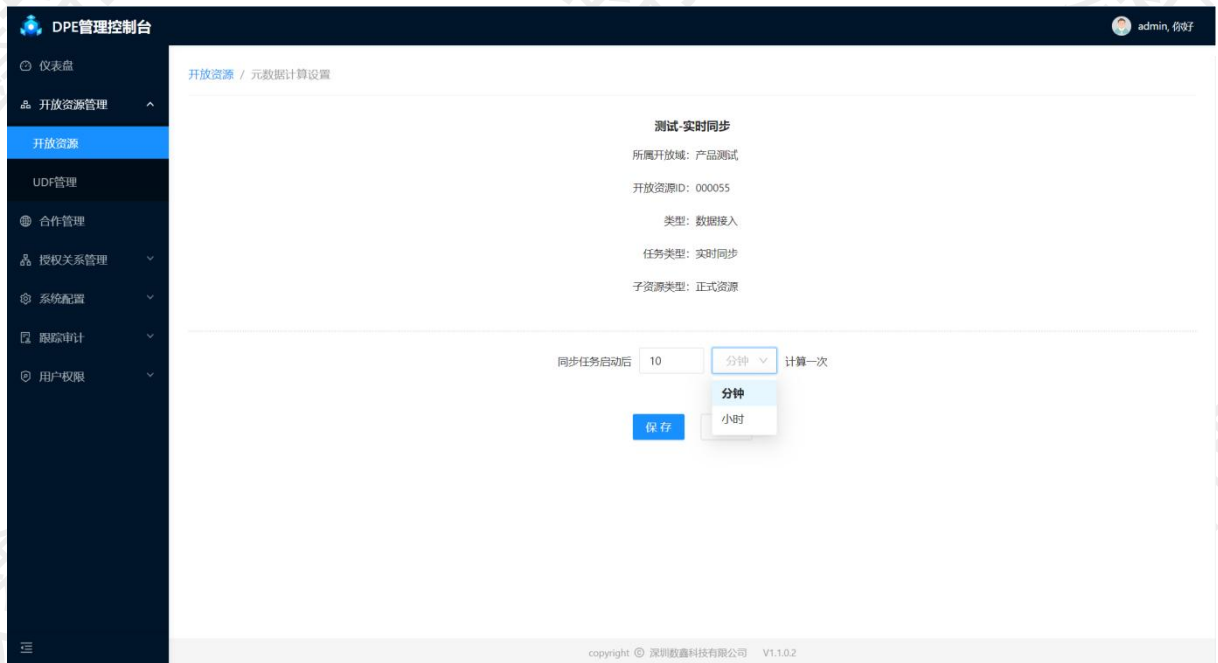 DPE管理控制台
admin, 你好
仪表盘
开放资源管理
开放资源
UDF管理
合作管理
授权关系管理
系统配置
跟踪审计
用户权限
开放资源 / 元数据计算设置
测试-实时同步
所属开放域: 产品测试
开放资源ID: 000055
类型: 数据接入
任务类型: 实时同步
子资源类型: 正式资源
同步任务启动后 10 分钟 计算一次
分钟
小时
保 存
copyright © 深圳数鑫科技有限公司 V1.1.0.2